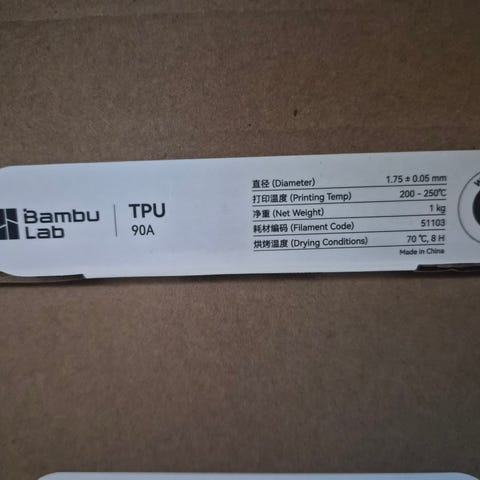 Bambu
Lab
TPU
90A
直径 (Diameter) 1.75 ± 0.05 mm
打印温度 (Printing Temp) 200 - 250℃
净重 (Net Weight) 1 kg
耗材编码 (Filament Code) 51103
烘烤温度 (Drying Conditions) 70 ℃, 8 H
Made in China